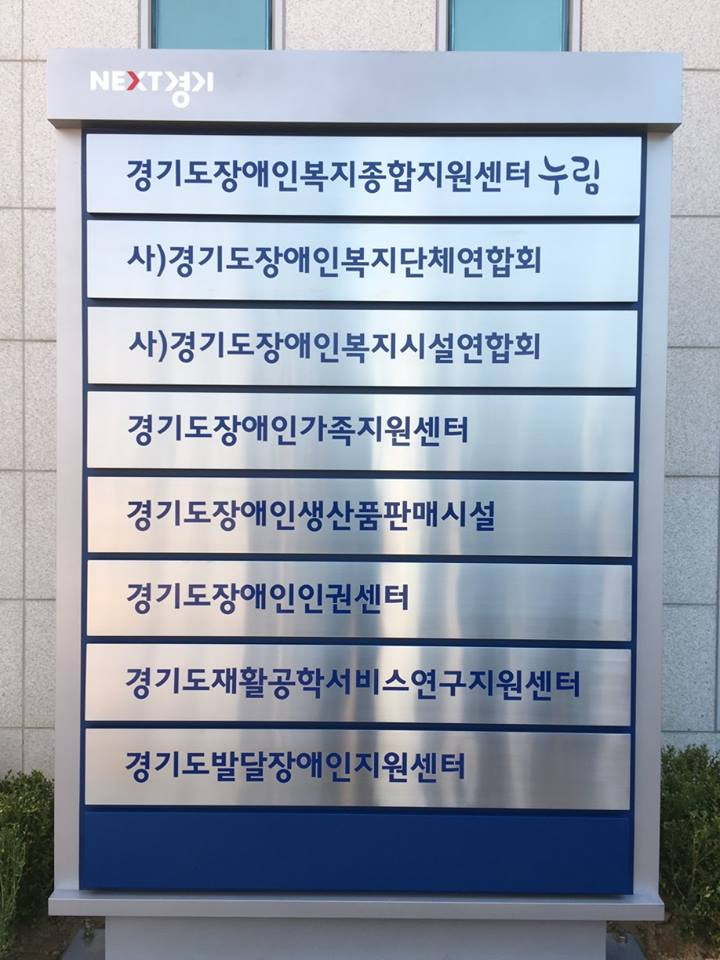 NEXT경기
경기도장애인복지종합지원센터 누림
사)경기도장애인복지단체연합회
사)경기도장애인복지시설연합회
경기도장애인가족지원센터
경기도장애인생산품판매시설
경기도장애인인권센터
경기도재활공학서비스연구지원센터
경기도발달장애인지원센터